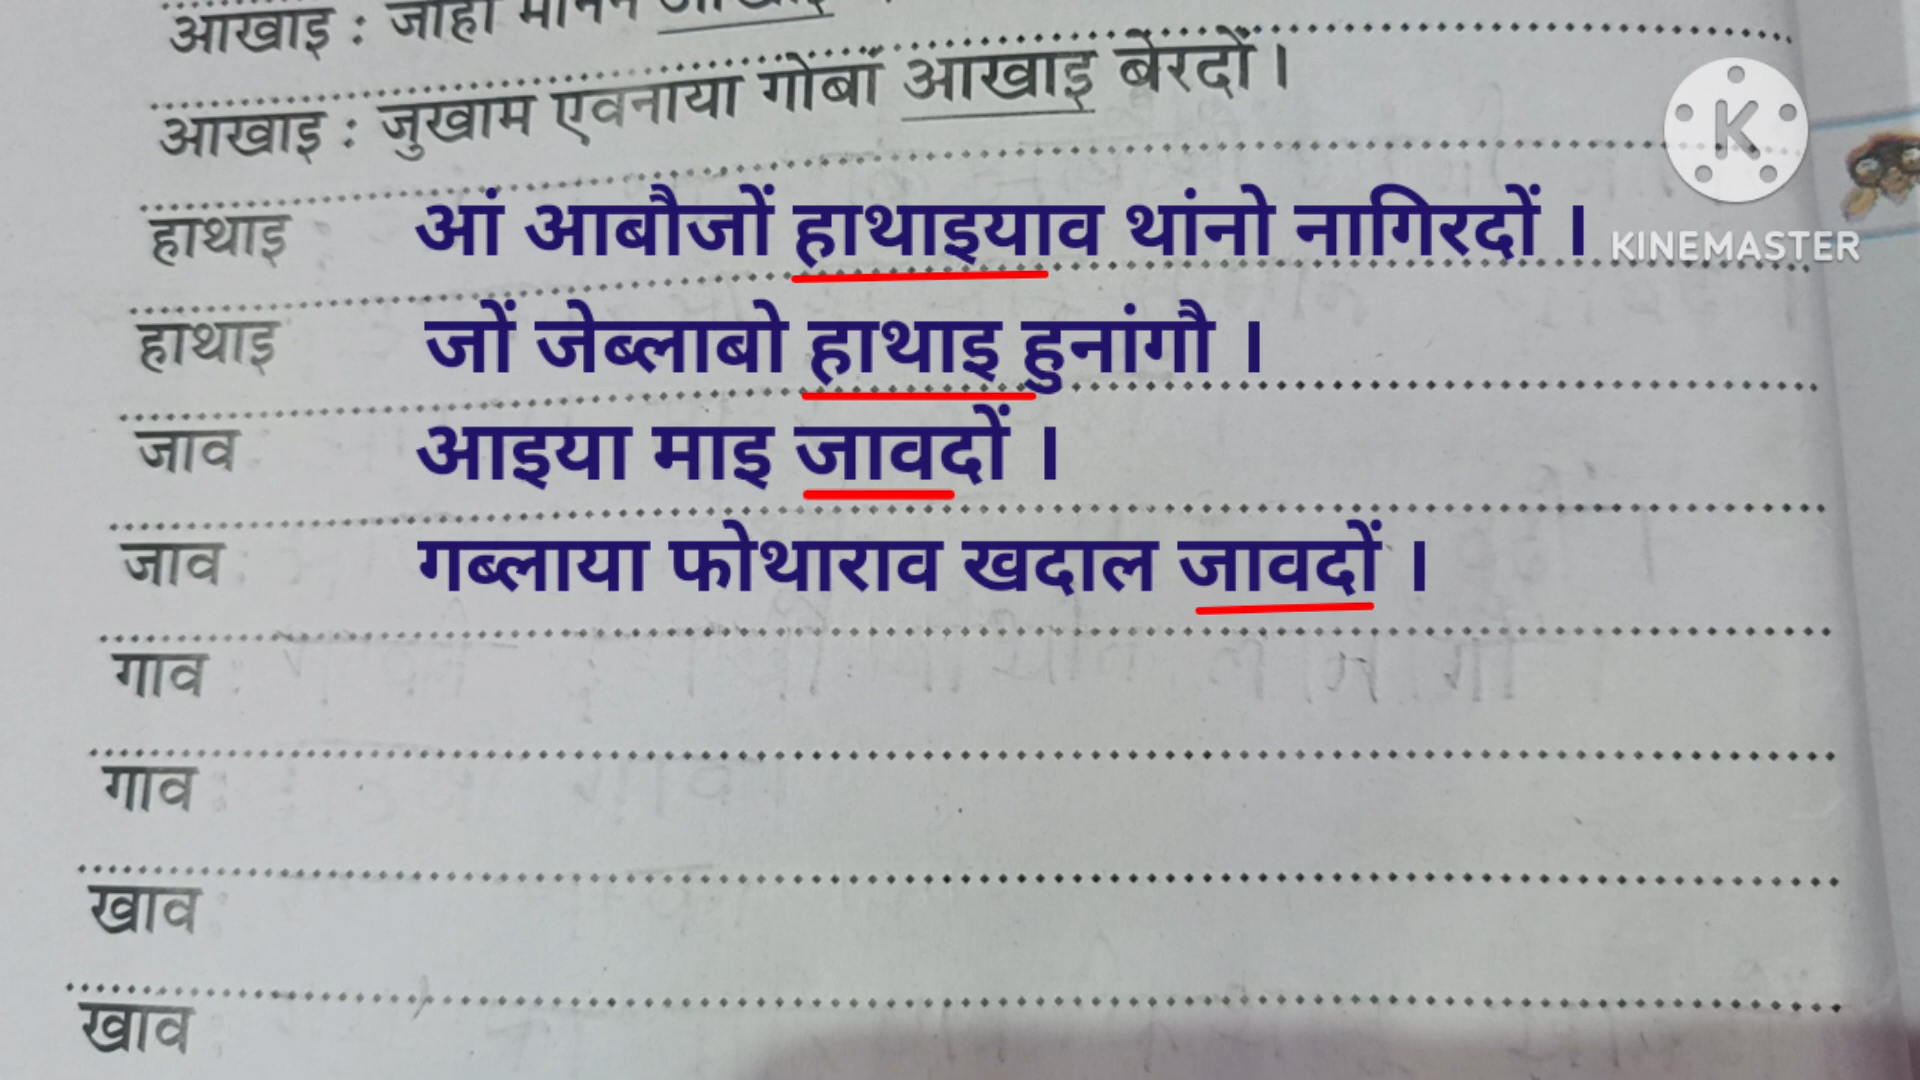 आखाइ :
आखाइ : जुखाम एवनाया गोबाँ आखाइ बेरदों ।
हाथाइ आं आबौजों हाथाइयाव थांनो नागिरदों ।
हाथाइ जों जेब्लाबो हाथाइ हुनांगौ ।
जाव आइया माइ जावदों ।
जाव गब्लाया फोथाराव खदाल जावदों ।
गाव
गाव
खाव
खाव
KINEMASTER